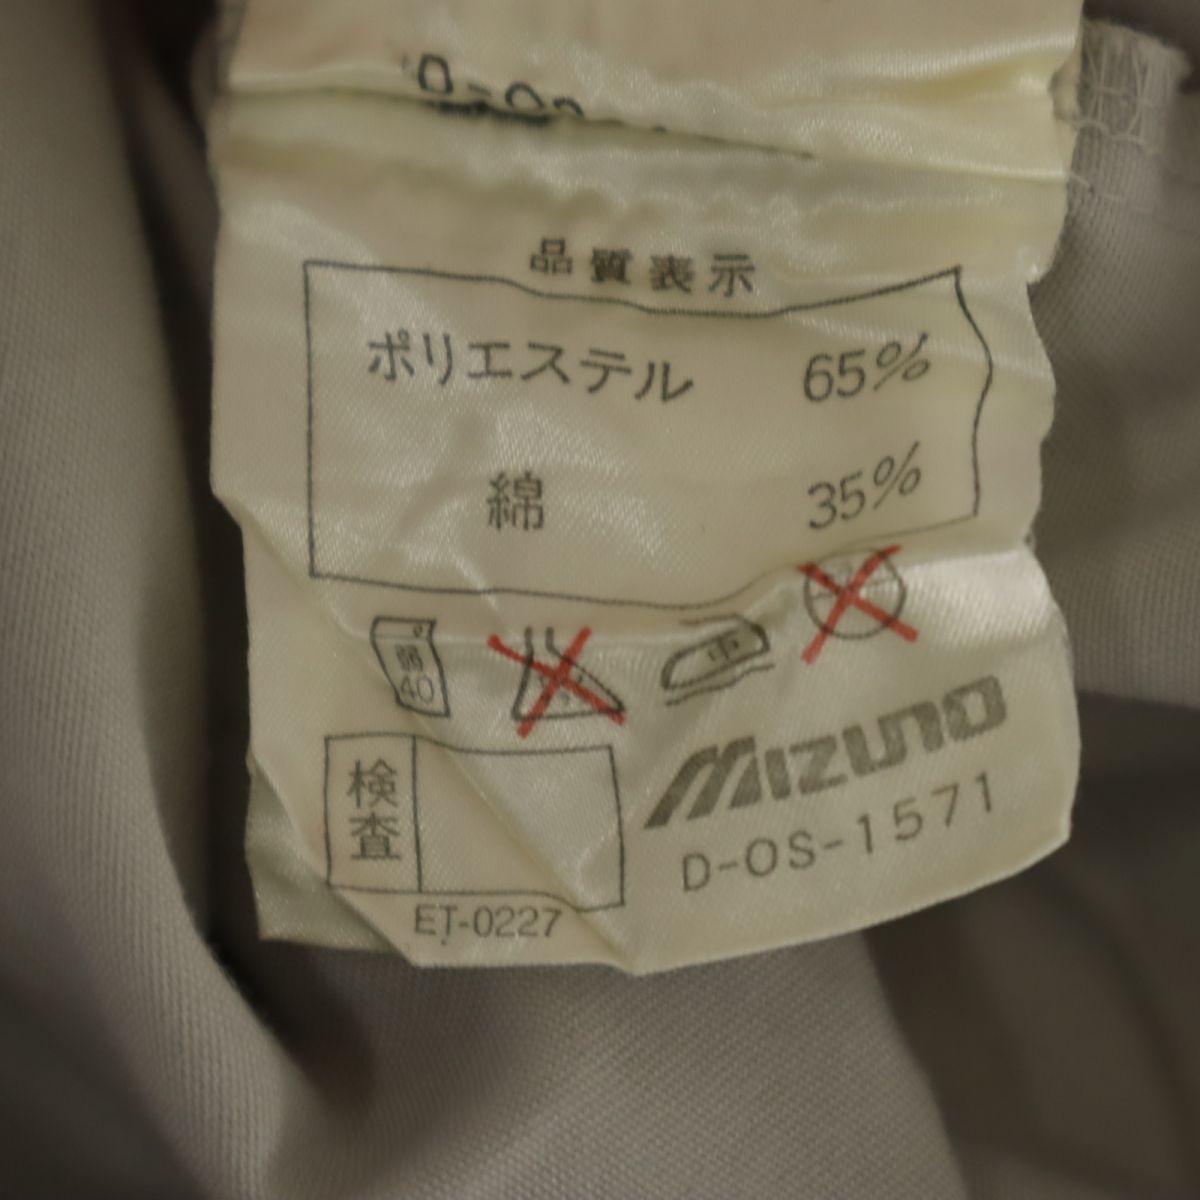 品質表示
ポリエステル 65%
綿 35%
弱 40 中
検査
MIZUNO
D-OS-1571
ET-0227